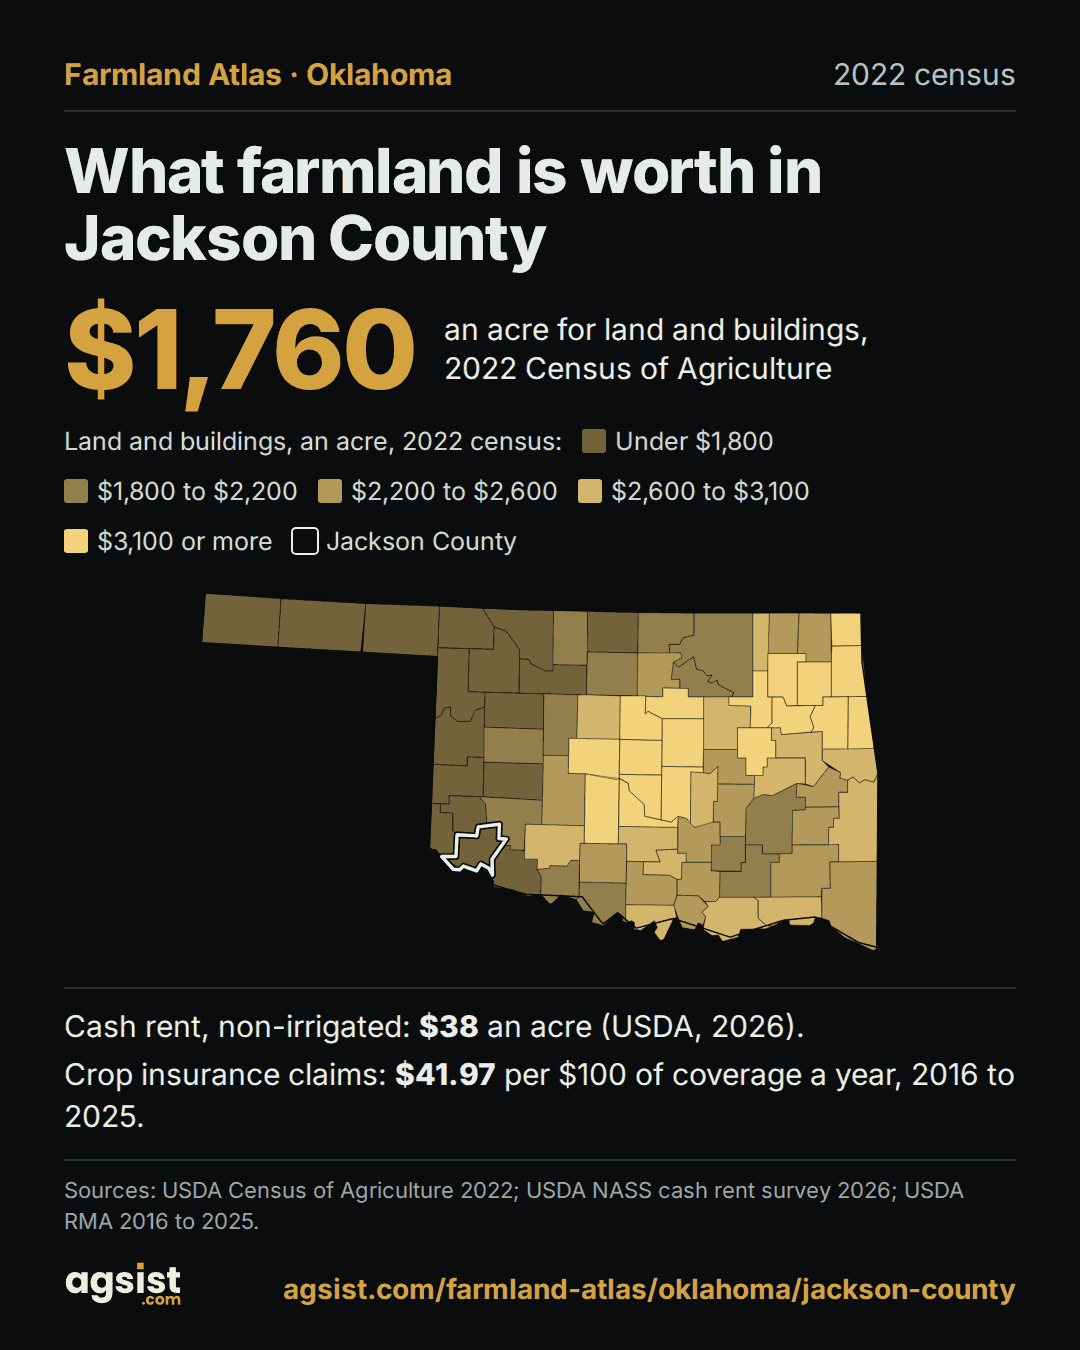 Farmland Atlas · Oklahoma
2022 census
What farmland is worth in
Jackson County
$1,760
an acre for land and buildings,
2022 Census of Agriculture
Land and buildings, an acre, 2022 census: Under $1,800
$1,800 to $2,200 $2,200 to $2,600 $2,600 to $3,100
$3,100 or more Jackson County
Cash rent, non-irrigated: $38 an acre (USDA, 2026).
Crop insurance claims: $41.97 per $100 of coverage a year, 2016 to
2025.
Sources: USDA Census of Agriculture 2022; USDA NASS cash rent survey 2026; USDA
RMA 2016 to 2025.
agsist
.com
agsist.com/farmland-atlas/oklahoma/jackson-county